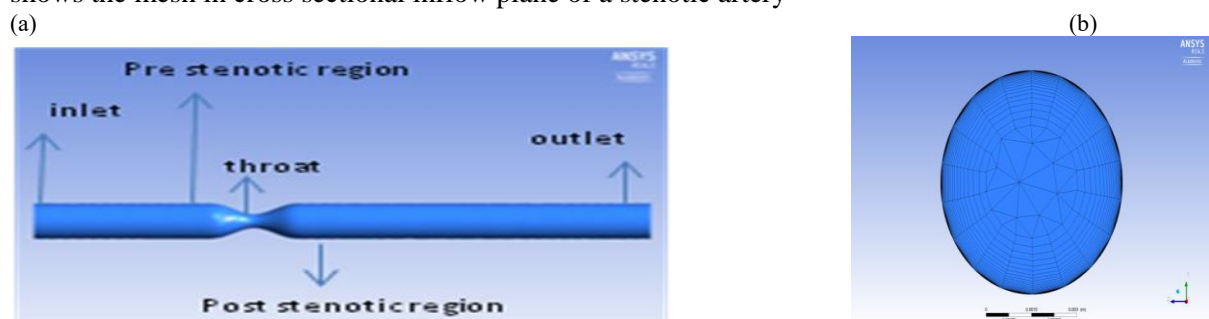 shows the mesh in cross sectional inflow plane of a stenotic artery
(a)
(b)
ANSYS
Pre stenotic region
inlet
outlet
throat
Post stenotic region
ANSYS